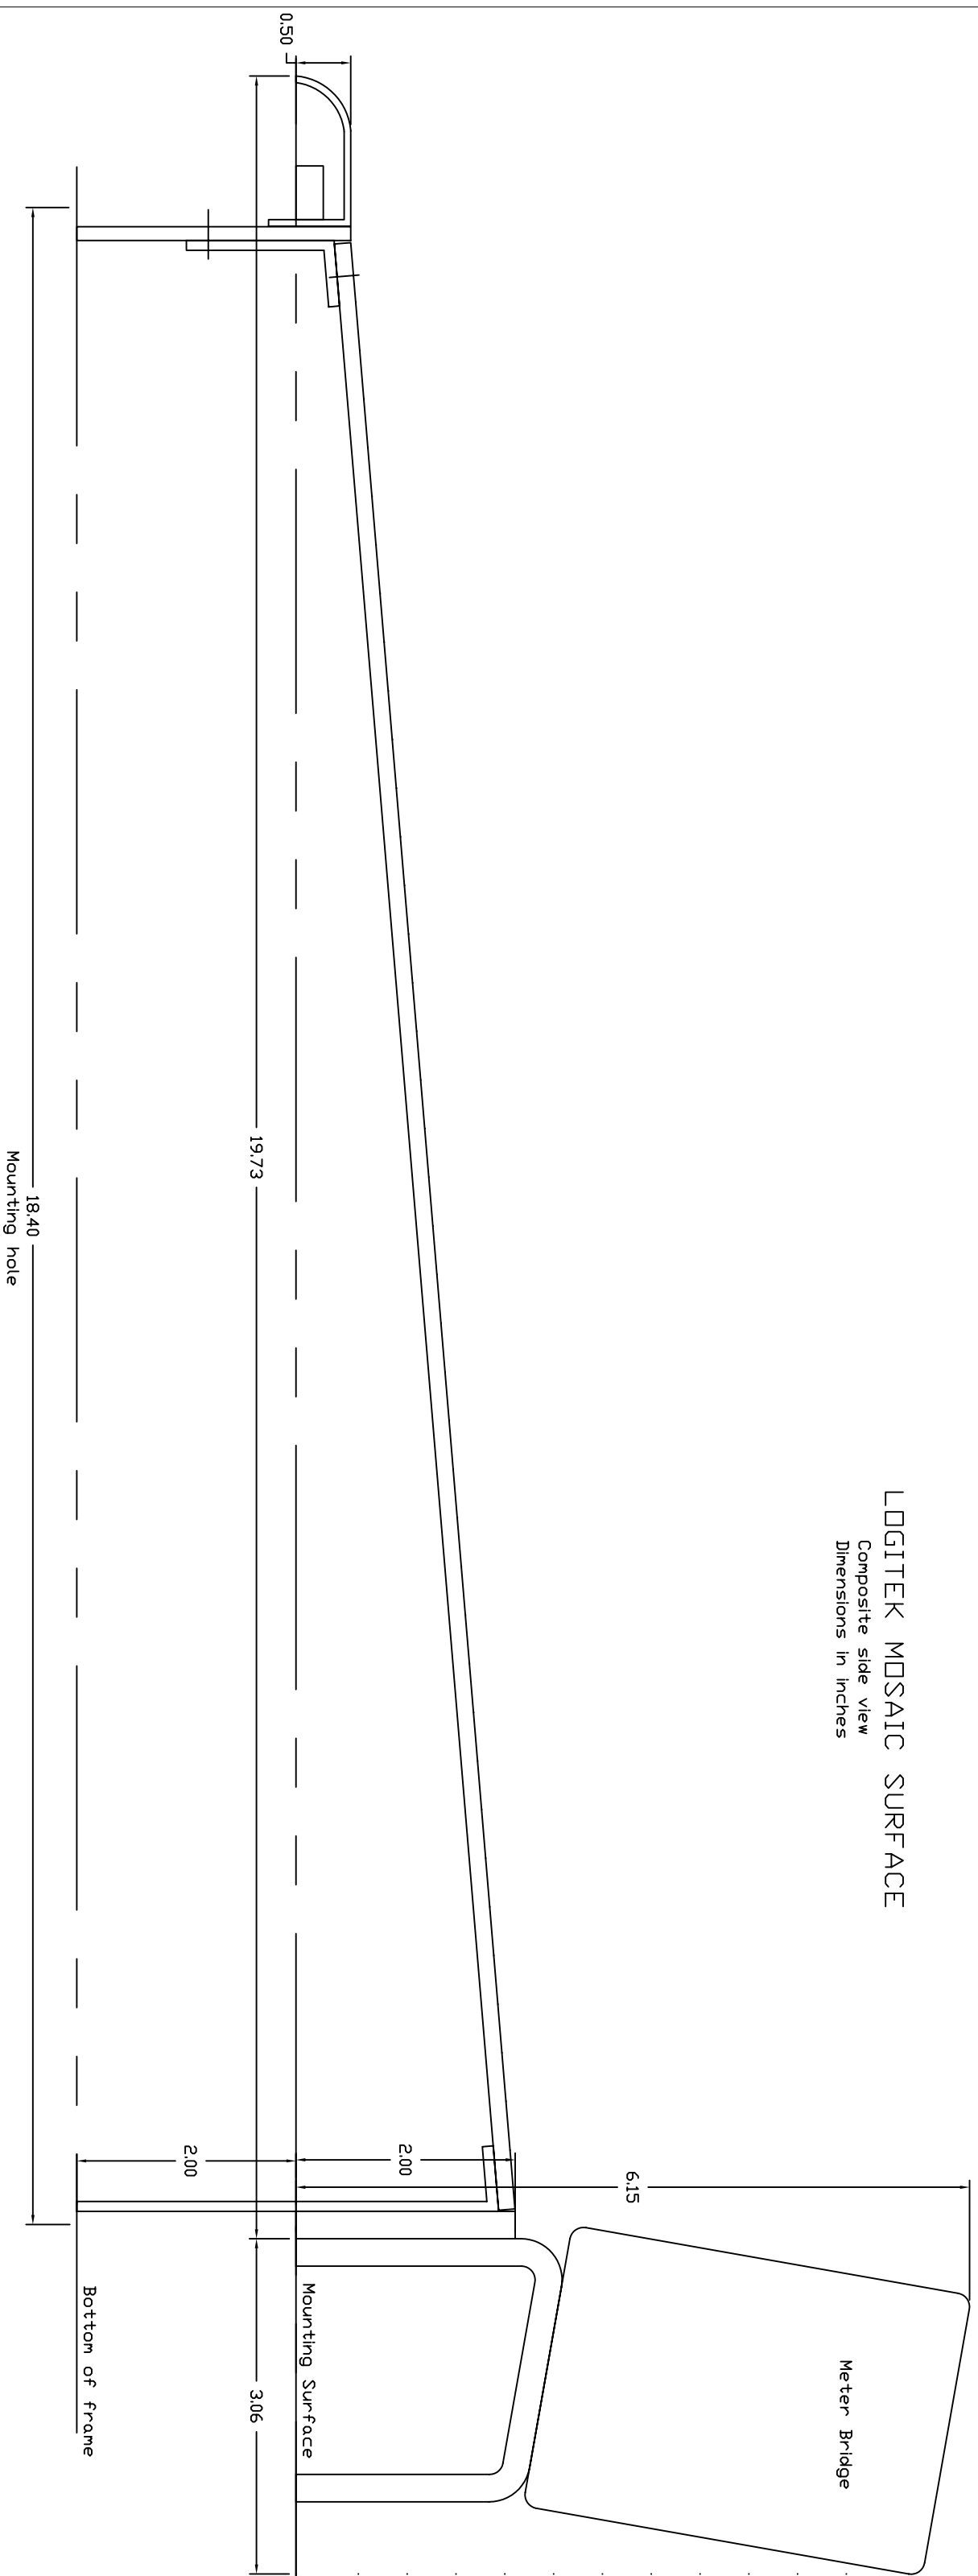 LOGITEK MOSAIC SURFACE
Composite side view
Dimensions in inches
6.15
Meter Bridge
0.50
2.00
Mounting Surface
19.73
3.06
2.00
Bottom of frame
18.40
Mounting hole